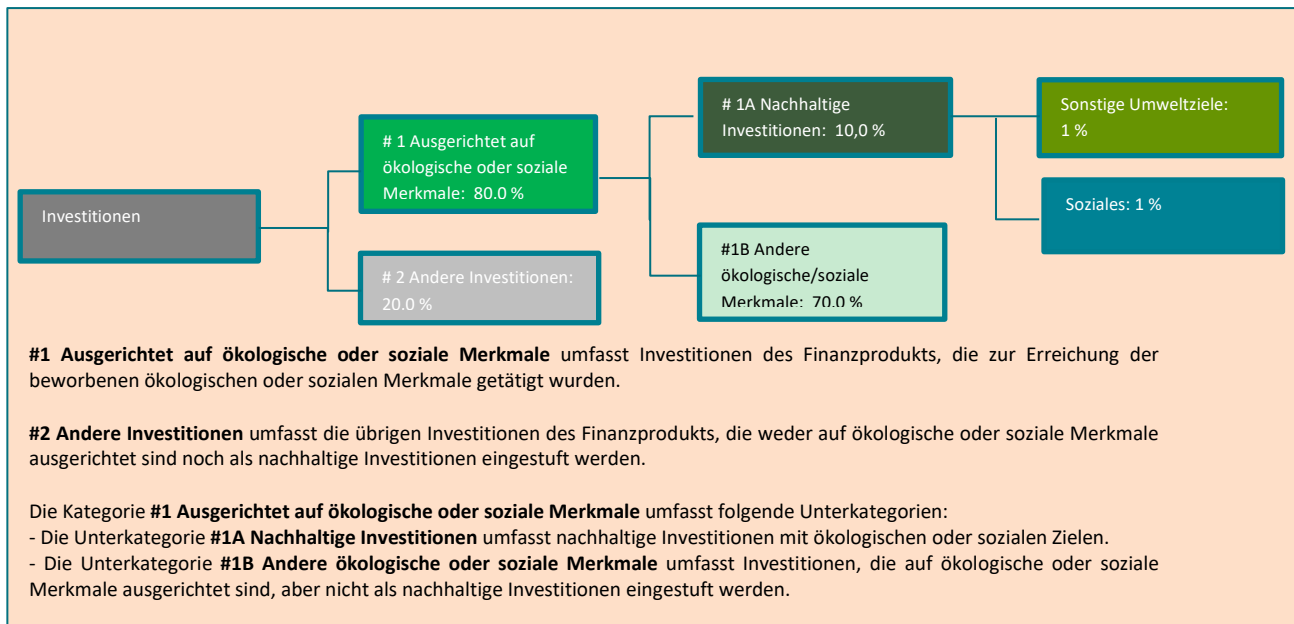 Investitionen
# 1 Ausgerichtet auf
ökologische oder soziale
Merkmale: 80.0 %
# 2 Andere Investitionen:
20.0 %
# 1A Nachhaltige
Investitionen: 10,0 %
#1B Andere
ökologische/soziale
Merkmale: 70.0 %
Sonstige Umweltziele:
1 %
Soziales: 1 %
#1 Ausgerichtet auf ökologische oder soziale Merkmale umfasst Investitionen des Finanzprodukts, die zur Erreichung der
beworbenen ökologischen oder sozialen Merkmale getätigt wurden.
#2 Andere Investitionen umfasst die übrigen Investitionen des Finanzprodukts, die weder auf ökologische oder soziale Merkmale
ausgerichtet sind noch als nachhaltige Investitionen eingestuft werden.
Die Kategorie #1 Ausgerichtet auf ökologische oder soziale Merkmale umfasst folgende Unterkategorien:
- Die Unterkategorie #1A Nachhaltige Investitionen umfasst nachhaltige Investitionen mit ökologischen oder sozialen Zielen.
- Die Unterkategorie #1B Andere ökologische oder soziale Merkmale umfasst Investitionen, die auf ökologische oder soziale
Merkmale ausgerichtet sind, aber nicht als nachhaltige Investitionen eingestuft werden.